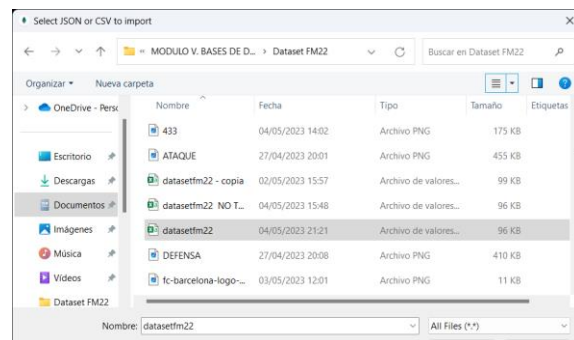 Select JSON or CSV to import
« MODULO V. BASES DE D... › Dataset FM22
Buscar en Dataset FM22
Organizar
Nueva carpeta
OneDrive - Perso
Nombre Fecha Tipo Tamaño Etiquetas
433 04/05/2023 14:02 Archivo PNG 175 KB
Escritorio
ATAQUE 27/04/2023 20:01 Archivo PNG 455 KB
Descargas
datasetfm22 - copia 02/05/2023 15:57 Archivo de valores... 99 KB
Documentos
datasetfm22 NO T... 04/05/2023 15:48 Archivo de valores... 96 KB
Imágenes
datasetfm22 04/05/2023 21:21 Archivo de valores... 96 KB
Música
DEFENSA 27/04/2023 20:08 Archivo PNG 410 KB
Vídeos
fc-barcelona-logo-... 03/05/2023 12:01 Archivo PNG 11 KB
Dataset FM22
Nombre: datasetfm22
All Files (*.*)